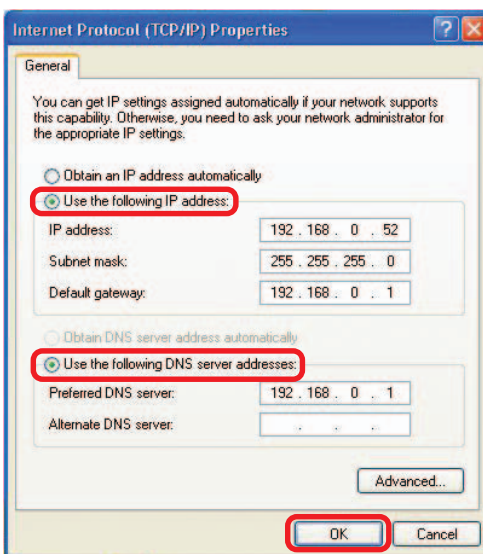 Internet Protocol (TCP/IP) Properties
General
You can get IP settings assigned automatically if your network supports
this capability. Otherwise, you need to ask your network administrator for
the appropriate IP settings.
Obtain an IP address automatically
Use the following IP address:
IP address: 192 . 168 . 0 . 52
Subnet mask: 255 . 255 . 255 . 0
Default gateway: 192 . 168 . 0 . 1
Obtain DNS server address automatically
Use the following DNS server addresses:
Preferred DNS server: 192 . 168 . 0 . 1
Alternate DNS server: . . .
Advanced...
OK Cancel